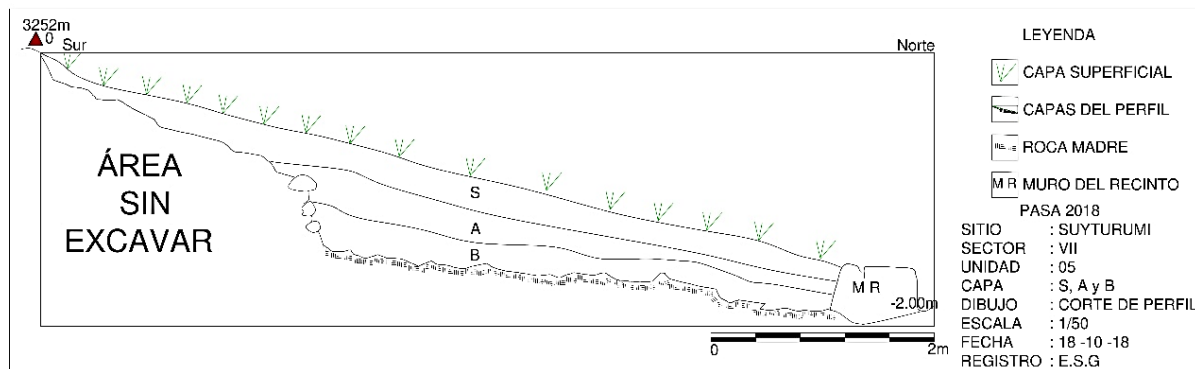 3252m
0
Sur
Norte
ÁREA
SIN
EXCAVAR
S
A
B
M R
-2.00m
0
2m
LEYENDA
CAPA SUPERFICIAL
CAPAS DEL PERFIL
ROCA MADRE
M R MURO DEL RECINTO
PASA 2018
SITIO : SUYTURUMI
SECTOR : VII
UNIDAD : 05
CAPA : S, A y B
DIBUJO : CORTE DE PERFIL
ESCALA : 1/50
FECHA : 18 -10 -18
REGISTRO : E.S.G